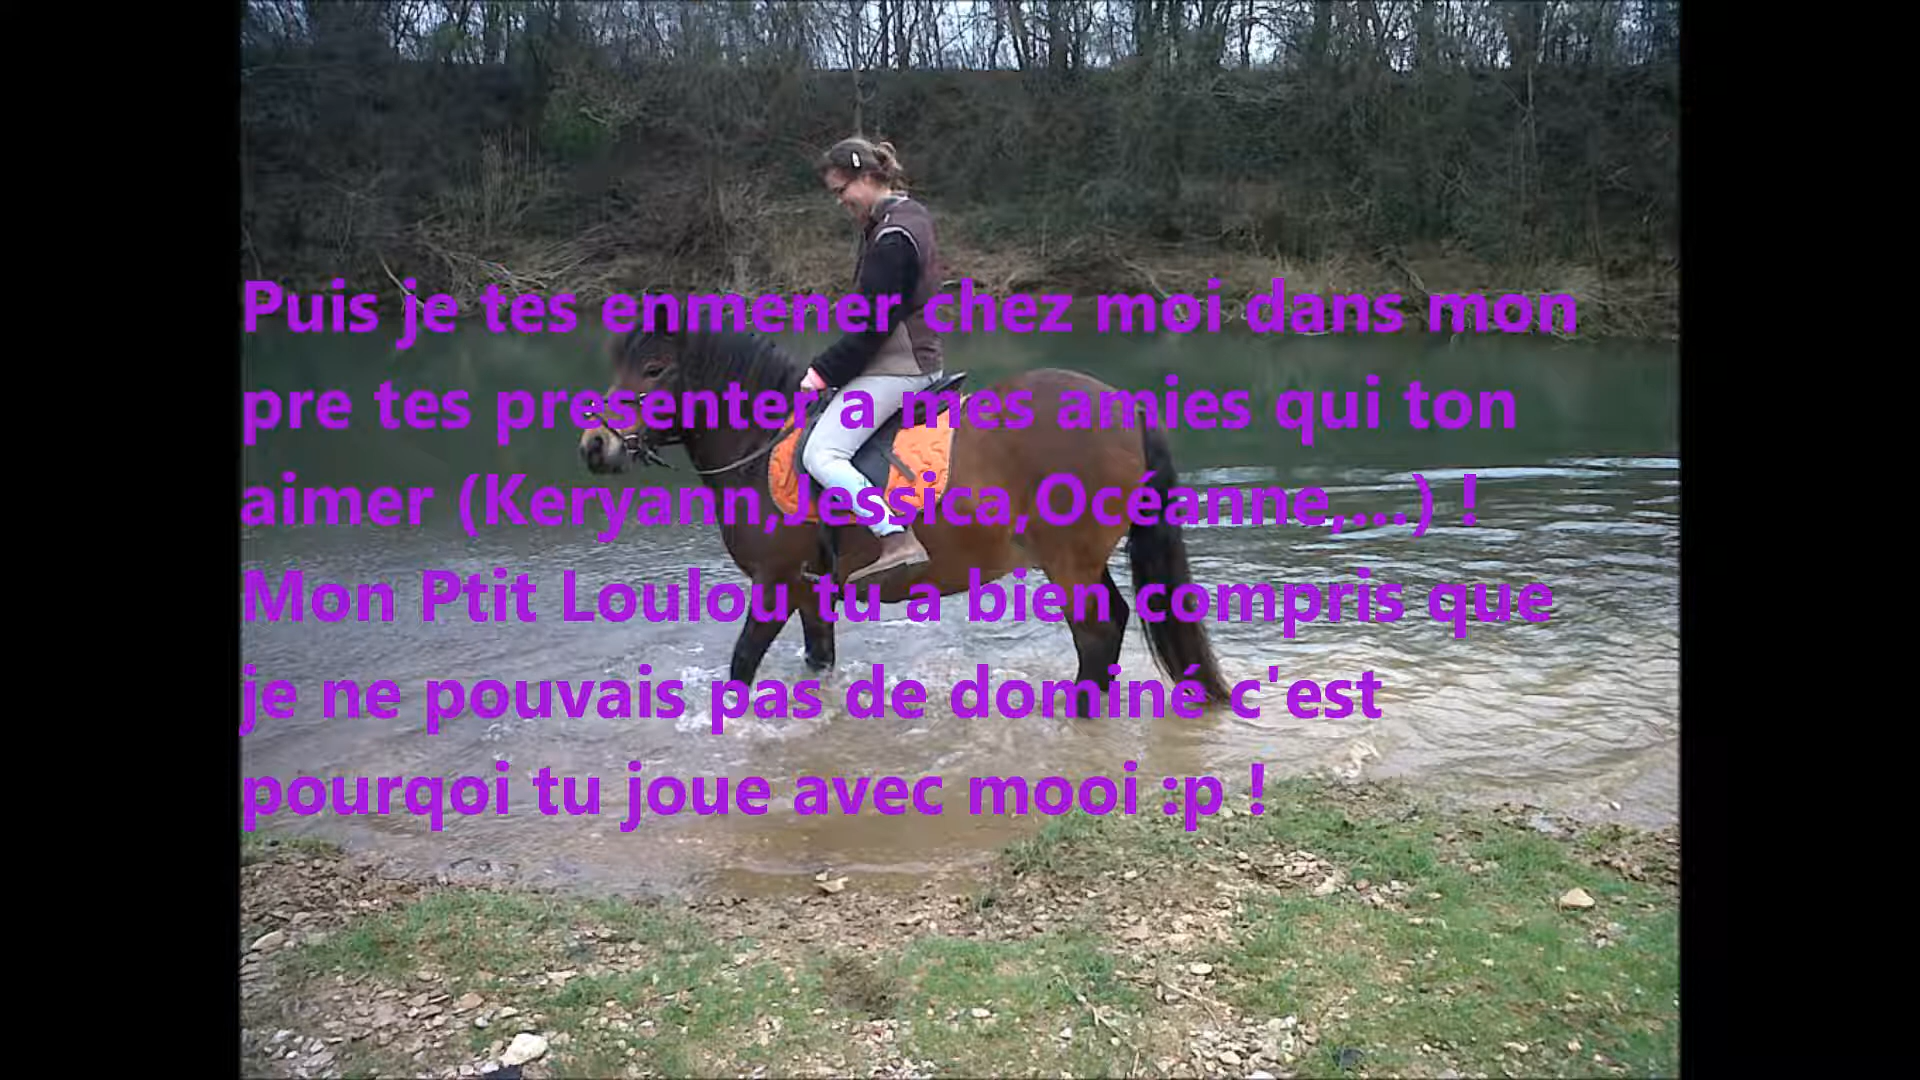 Puis je tes enmener chez moi dans mon
pre tes presenter a mes amies qui ton
aimer (Keryann,Jessica,Océanne,...) !
Mon Ptit Loulou tu a bien compris que
je ne pouvais pas de dominé c'est
pourqoi tu joue avec mooi :p !